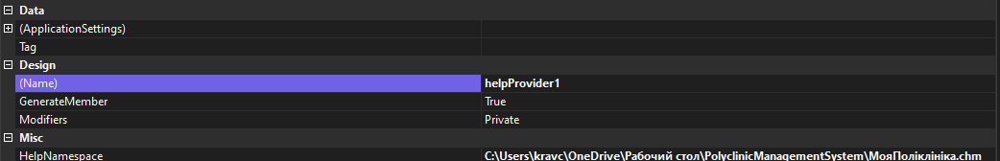 Data
(ApplicationSettings)
Tag
Design
(Name) helpProvider1
GenerateMember True
Modifiers Private
Misc
HelpNamespace C:\Users\kravc\OneDrive\Рабочий стол\PolyclinicManagementSystem\МояПоліклініка.chm